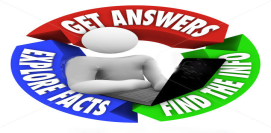 GET ANSWERS
FIND THE INFO
EXPLORE FACTS